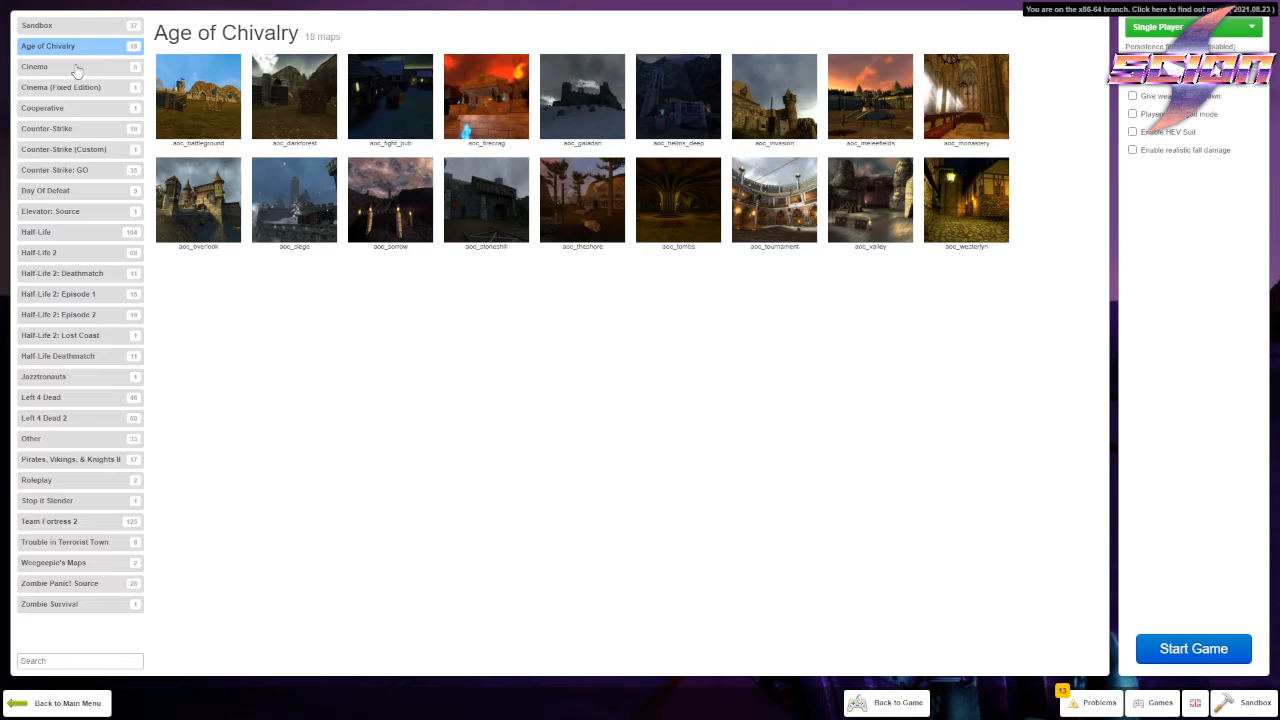 You are on the x86-64 branch. Click here to find out mo 2021.08.23 )
Sandbox 37
Age of Chivalry 18
Cinema 5
Cinema (Fixed Edition) 1
Cooperative 1
Counter-Strike 18
Counter-Strike (Custom) 1
Counter-Strike: GO 35
Day Of Defeat 9
Elevator: Source 1
Half-Life 104
Half-Life 2 68
Half-Life 2: Deathmatch 11
Half-Life 2: Episode 1 15
Half-Life 2: Episode 2 18
Half-Life 2: Lost Coast 1
Half-Life Deathmatch 11
Jazztronauts 1
Left 4 Dead 46
Left 4 Dead 2 60
Other 33
Pirates, Vikings, & Knights II 17
Roleplay 2
Stop it Slender 1
Team Fortress 2 125
Trouble in Terrorist Town 8
Weegeepie's Maps 2
Zombie Panic! Source 28
Zombie Survival 1
Search
Age of Chivalry 18 maps
aoc_battleground aoc_darkforest aoc_fight_pub aoc_firecrag aoc_galadan aoc_helms_deep aoc_invasion aoc_meleefields aoc_monastery
aoc_overlook aoc_siege aoc_sorrow aoc_stoneshill aoc_theshore aoc_tombs aoc_tournament aoc_valley aoc_westerlyn
Single Player
Persistence
SCION
Give
Enable HEV Suit
Enable realistic fall damage
Start Game
Back to Main Menu
Back to Game
13
Problems
Games
Sandbox